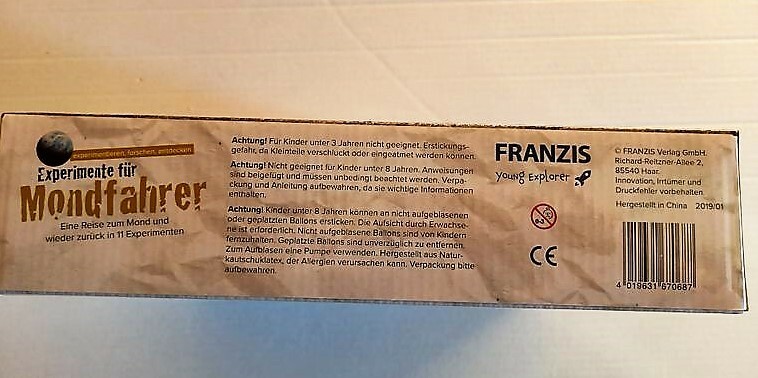 experimentieren, forschen, entdecken
Experimente für
Mondfahrer
Eine Reise zum Mond und
wieder zurück in 11 Experimenten
Achtung! Für Kinder unter 3 Jahren nicht geeignet. Erstickungs-
gefahr, da Kleinteile verschluckt oder eingeatmet werden können.
Achtung! Nicht geeignet für Kinder unter 8 Jahren. Anweisungen
sind beigefügt und müssen unbedingt beachtet werden. Verpa-
ckung und Anleitung aufbewahren, da sie wichtige Informationen
enthalten.
Achtung! Kinder unter 8 Jahren können an nicht aufgeblasenen
oder geplatzten Ballons ersticken. Die Aufsicht durch Erwachse-
ne ist erforderlich. Nicht aufgeblasene Ballons sind von Kindern
fernzuhalten. Geplatzte Ballons sind unverzüglich zu entfernen.
Zum Aufblasen eine Pumpe verwenden. Hergestellt aus Natur-
kautschuklatex, der Allergien verursachen kann. Verpackung bitte
aufbewahren.
FRANZIS
Young Explorer
0-3
CE
© FRANZIS Verlag GmbH,
Richard-Reitzner-Allee 2,
85540 Haar.
Innovation, Irrtümer und
Druckfehler vorbehalten.
Hergestellt in China 2019/01
4 019631 670687